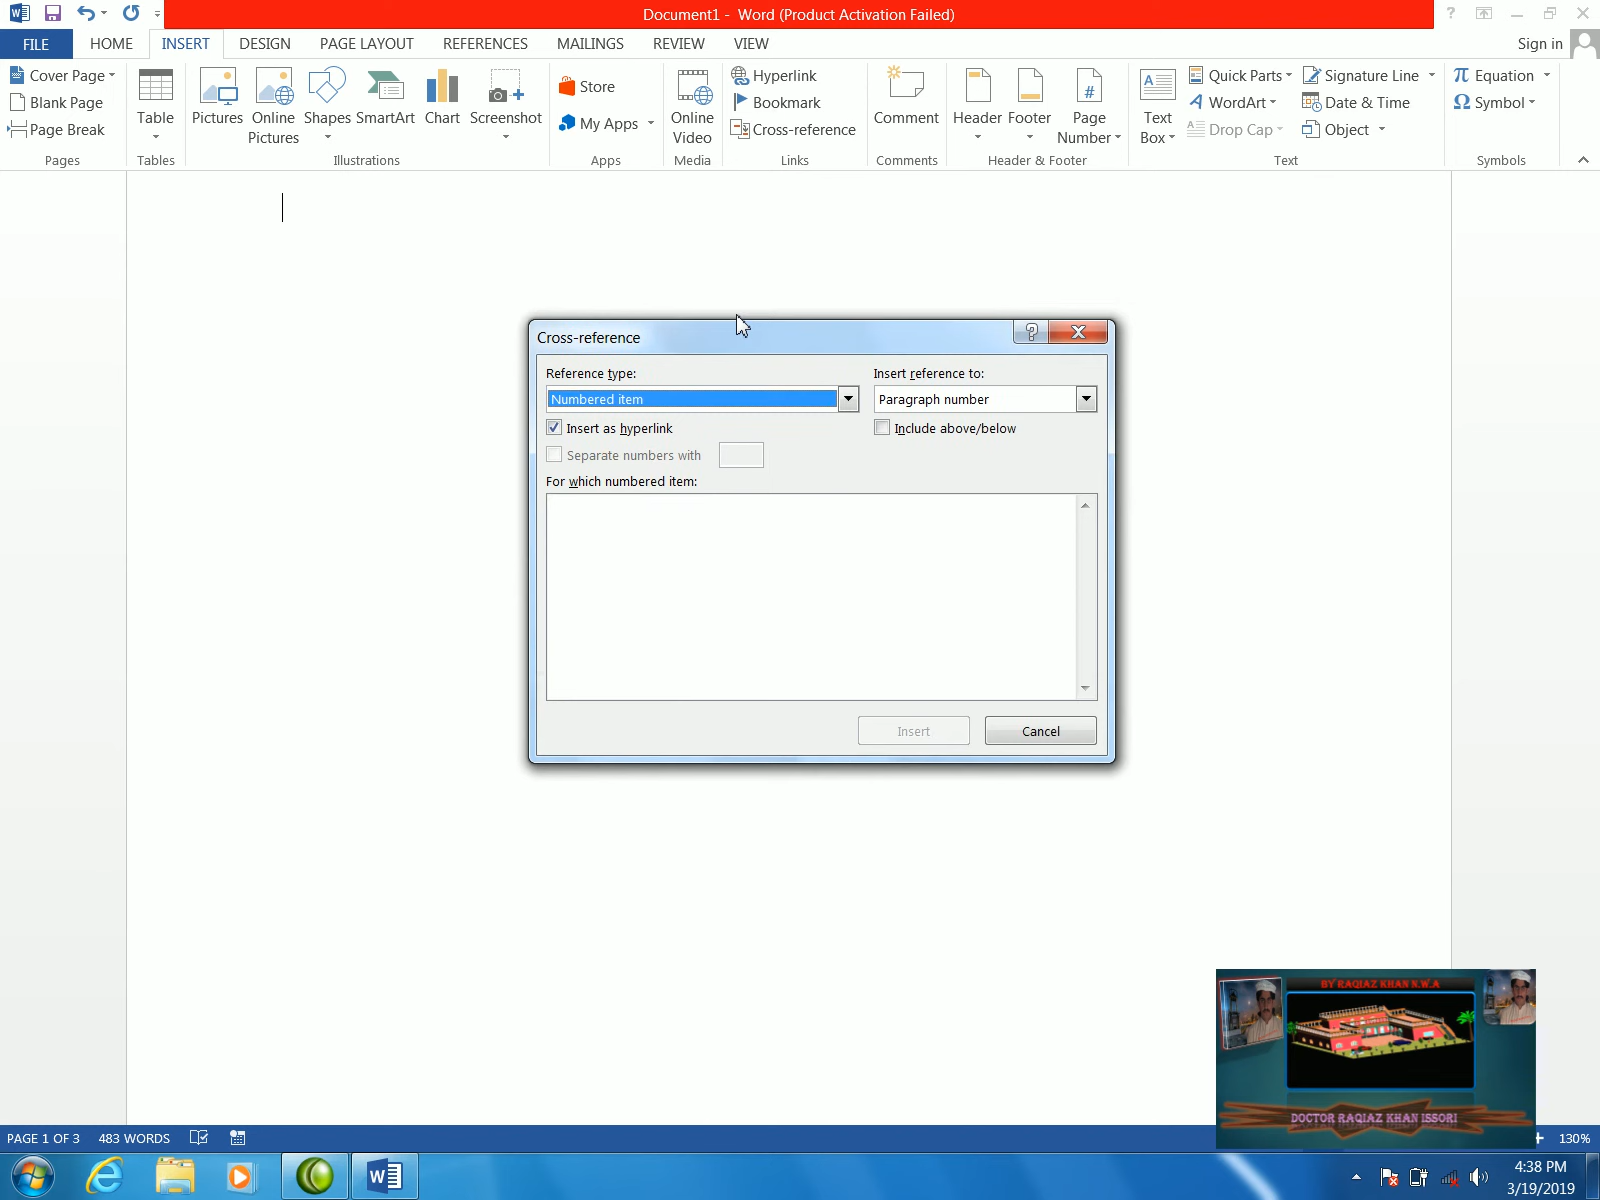 Document1 - Word (Product Activation Failed)
FILE HOME INSERT DESIGN PAGE LAYOUT REFERENCES MAILINGS REVIEW VIEW Sign in
Cover Page
Blank Page
Page Break
Pages
Table
Tables
Pictures
Online Pictures
Shapes
SmartArt
Chart
Screenshot
Illustrations
Store
My Apps
Apps
Online Video
Media
Hyperlink
Bookmark
Cross-reference
Links
Comment
Comments
Header
Footer
Page Number
Header & Footer
Text Box
Quick Parts
WordArt
Drop Cap
Signature Line
Date & Time
Object
Text
Equation
Symbol
Symbols
Cross-reference
Reference type:
Insert reference to:
Numbered item
Paragraph number
Insert as hyperlink
Include above/below
Separate numbers with
For which numbered item:
Insert
Cancel
BY RAQIAZ KHAN N.W.A
DOCTOR RAQIAZ KHAN ISSORI
PAGE 1 OF 3 483 WORDS
130%
4:38 PM
3/19/2019